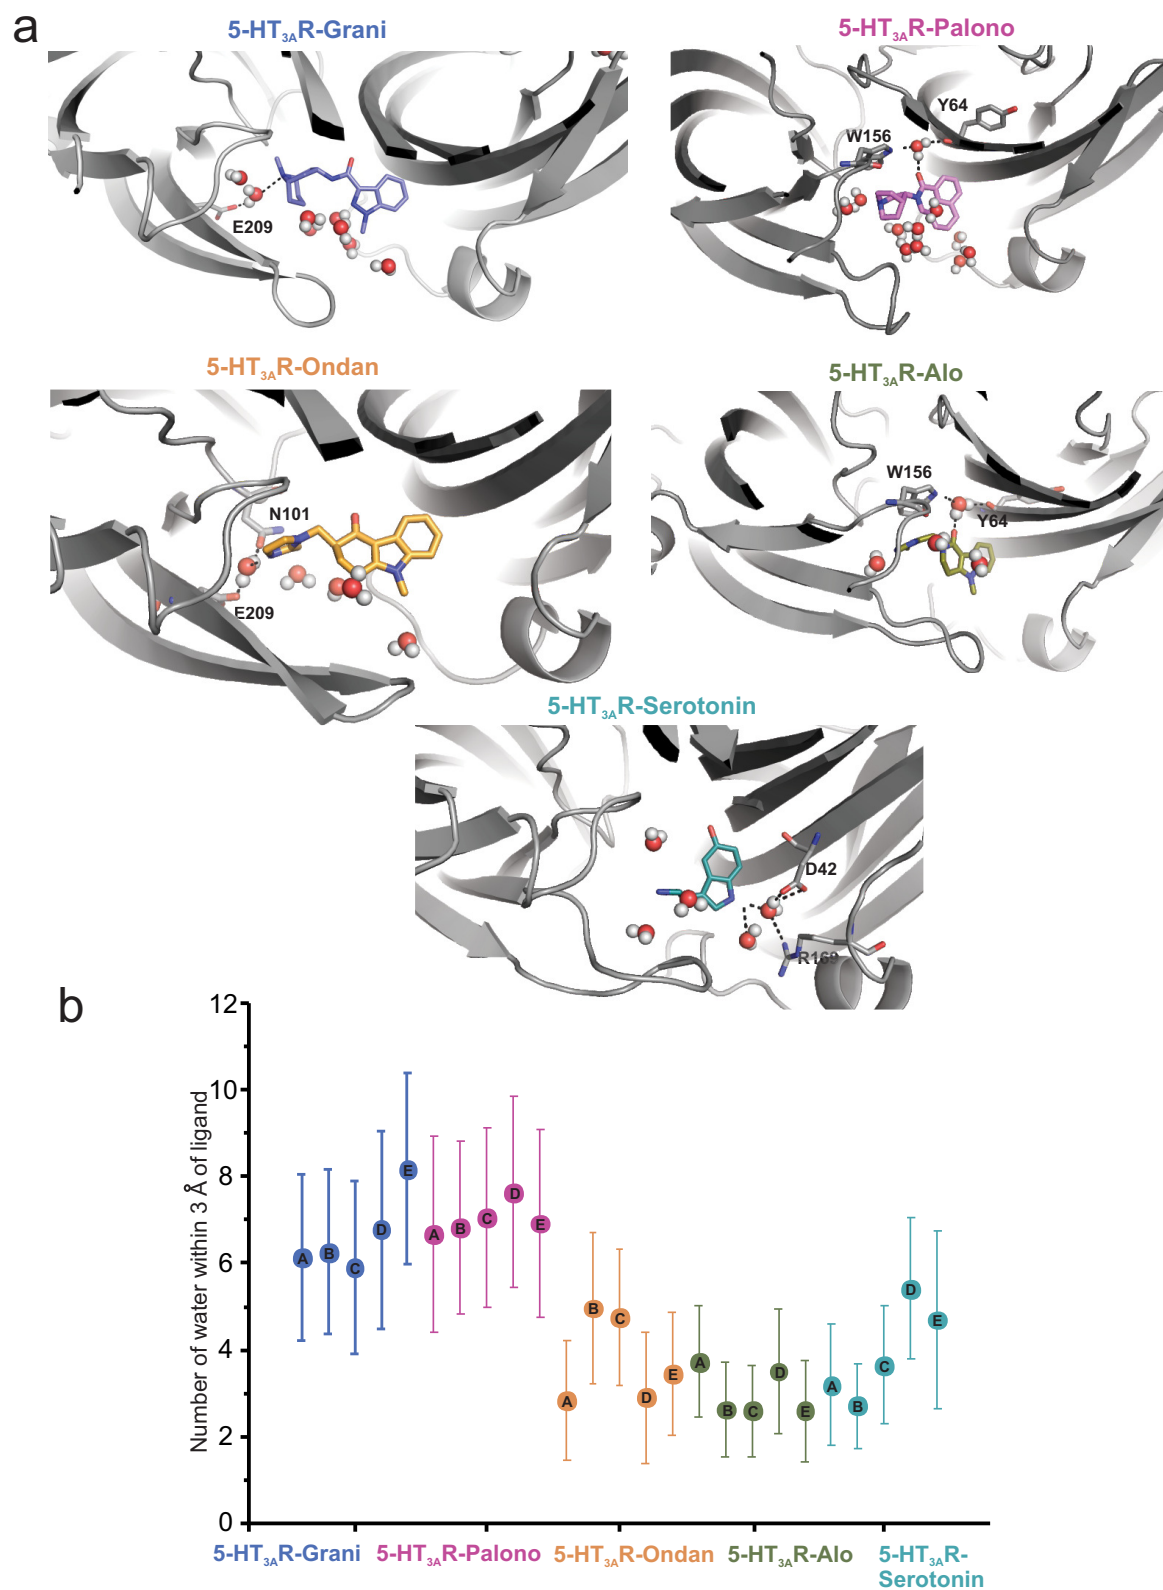 a
5-HT3AR-Grani
5-HT3AR-Palono
E209
Y64
W156
5-HT3AR-Ondan
5-HT3AR-Alo
N101
E209
W156
Y64
5-HT3AR-Serotonin
D42
R169
b
Number of water within 3 Å of ligand
12
10
8
6
4
2
0
A B C D E
A B C D E
A B C D E
A B C D E
A B C D E
5-HT3AR-Grani
5-HT3AR-Palono
5-HT3AR-Ondan
5-HT3AR-Alo
5-HT3AR-
Serotonin